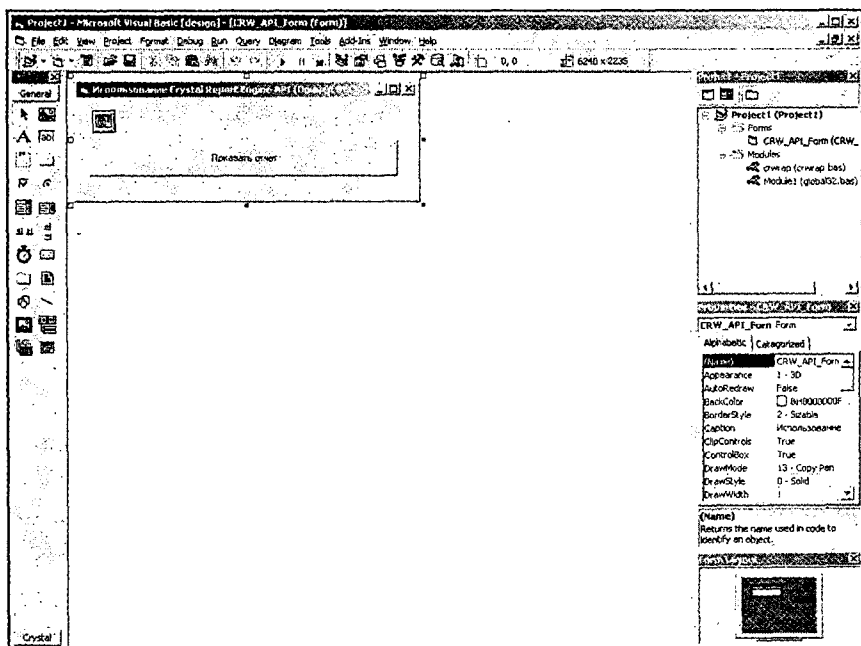 Project1 - Microsoft Visual Basic [design] - [CRW_API_Form (Form)]
File Edit View Project Format Debug Run Query Diagram Tools Add-Ins Window Help
0, 0
6240 x 2235
General
Использование Crystal Report Engine API
Показать отчет
Crystal
Project1 (Project1)
Forms
CRW_API_Form (CRW_
Modules
crwrap (crwrap.bas)
Module1 (global32.bas)
CRW_API_Form Form
Alphabetic Categorized
(Name) CRW_API_Form
Appearance 1 - 3D
AutoRedraw False
BackColor &H8000000F
BorderStyle 2 - Sizable
Caption Использование
ClipControls True
ControlBox True
DrawMode 13 - Copy Pen
DrawStyle 0 - Solid
DrawWidth 1
(Name)
Returns the name used in code to
identify an object.
Form Layout